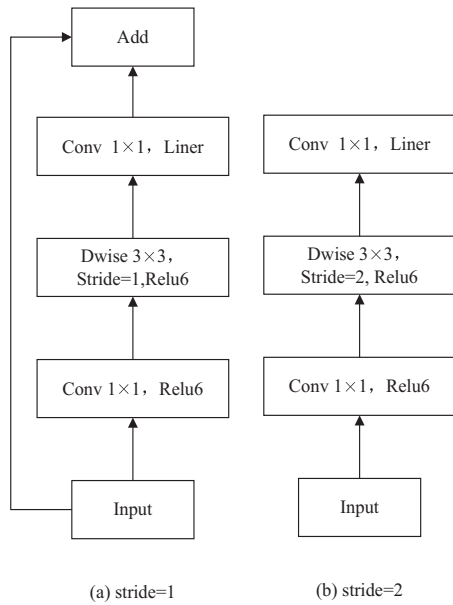 Add
Conv 1×1，Liner
Dwise 3×3，
Stride=1,Relu6
Conv 1×1，Relu6
Input
(a) stride=1
Conv 1×1，Liner
Dwise 3×3，
Stride=2, Relu6
Conv 1×1，Relu6
Input
(b) stride=2